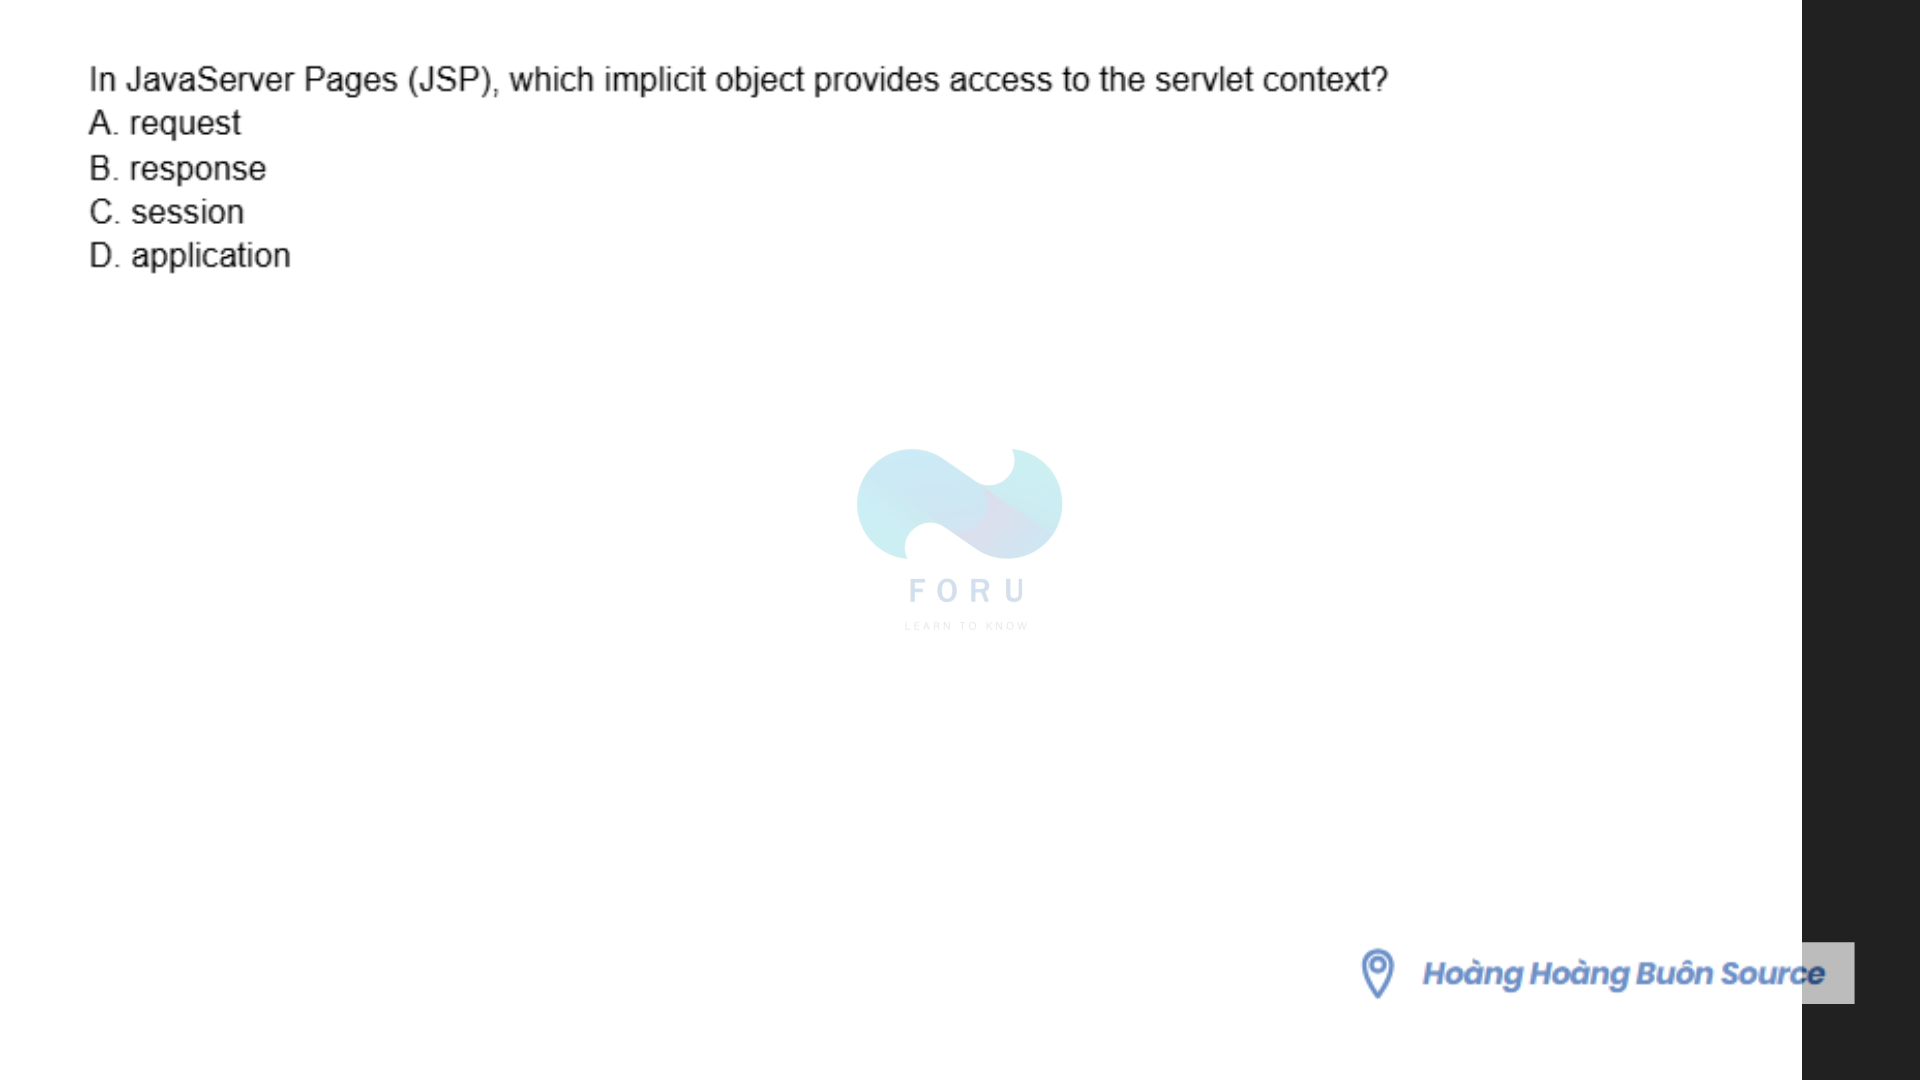 In JavaServer Pages (JSP), which implicit object provides access to the servlet context?
A. request
B. response
C. session
D. application
FORU
LEARN TO KNOW
Hoàng Hoàng Buôn Source